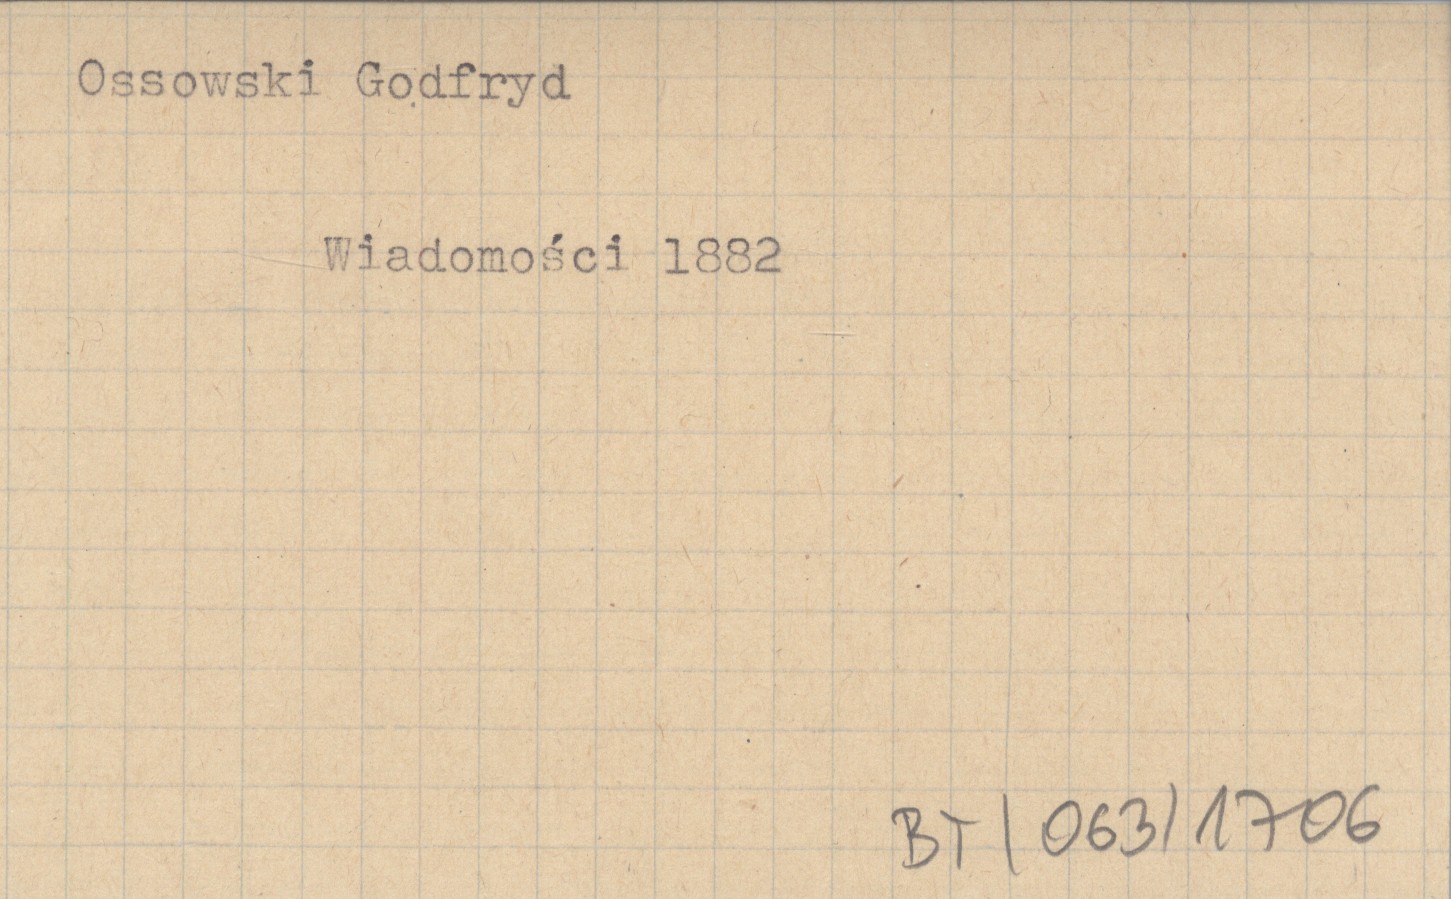 Ossowski Godfryd
Wiadomości 1882
BT/063/1706